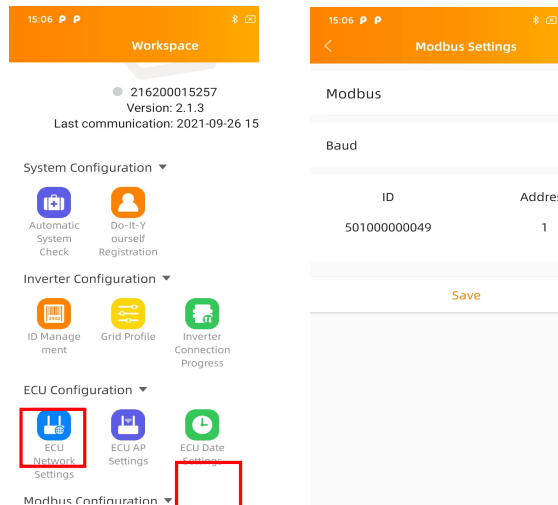 15:06 P P
Workspace
216200015257
Version: 2.1.3
Last communication: 2021-09-26 15
System Configuration
Automatic
System
Check
Do-It-Y
ourself
Registration
Inverter Configuration
ID Manage
ment
Grid Profile
Inverter
Connection
Progress
ECU Configuration
ECU
Network
Settings
ECU AP
Settings
ECU Date
Settings
Modbus Configuration
15:06 P P
Modbus Settings
Modbus
Baud
ID Addres
501000000049 1
Save